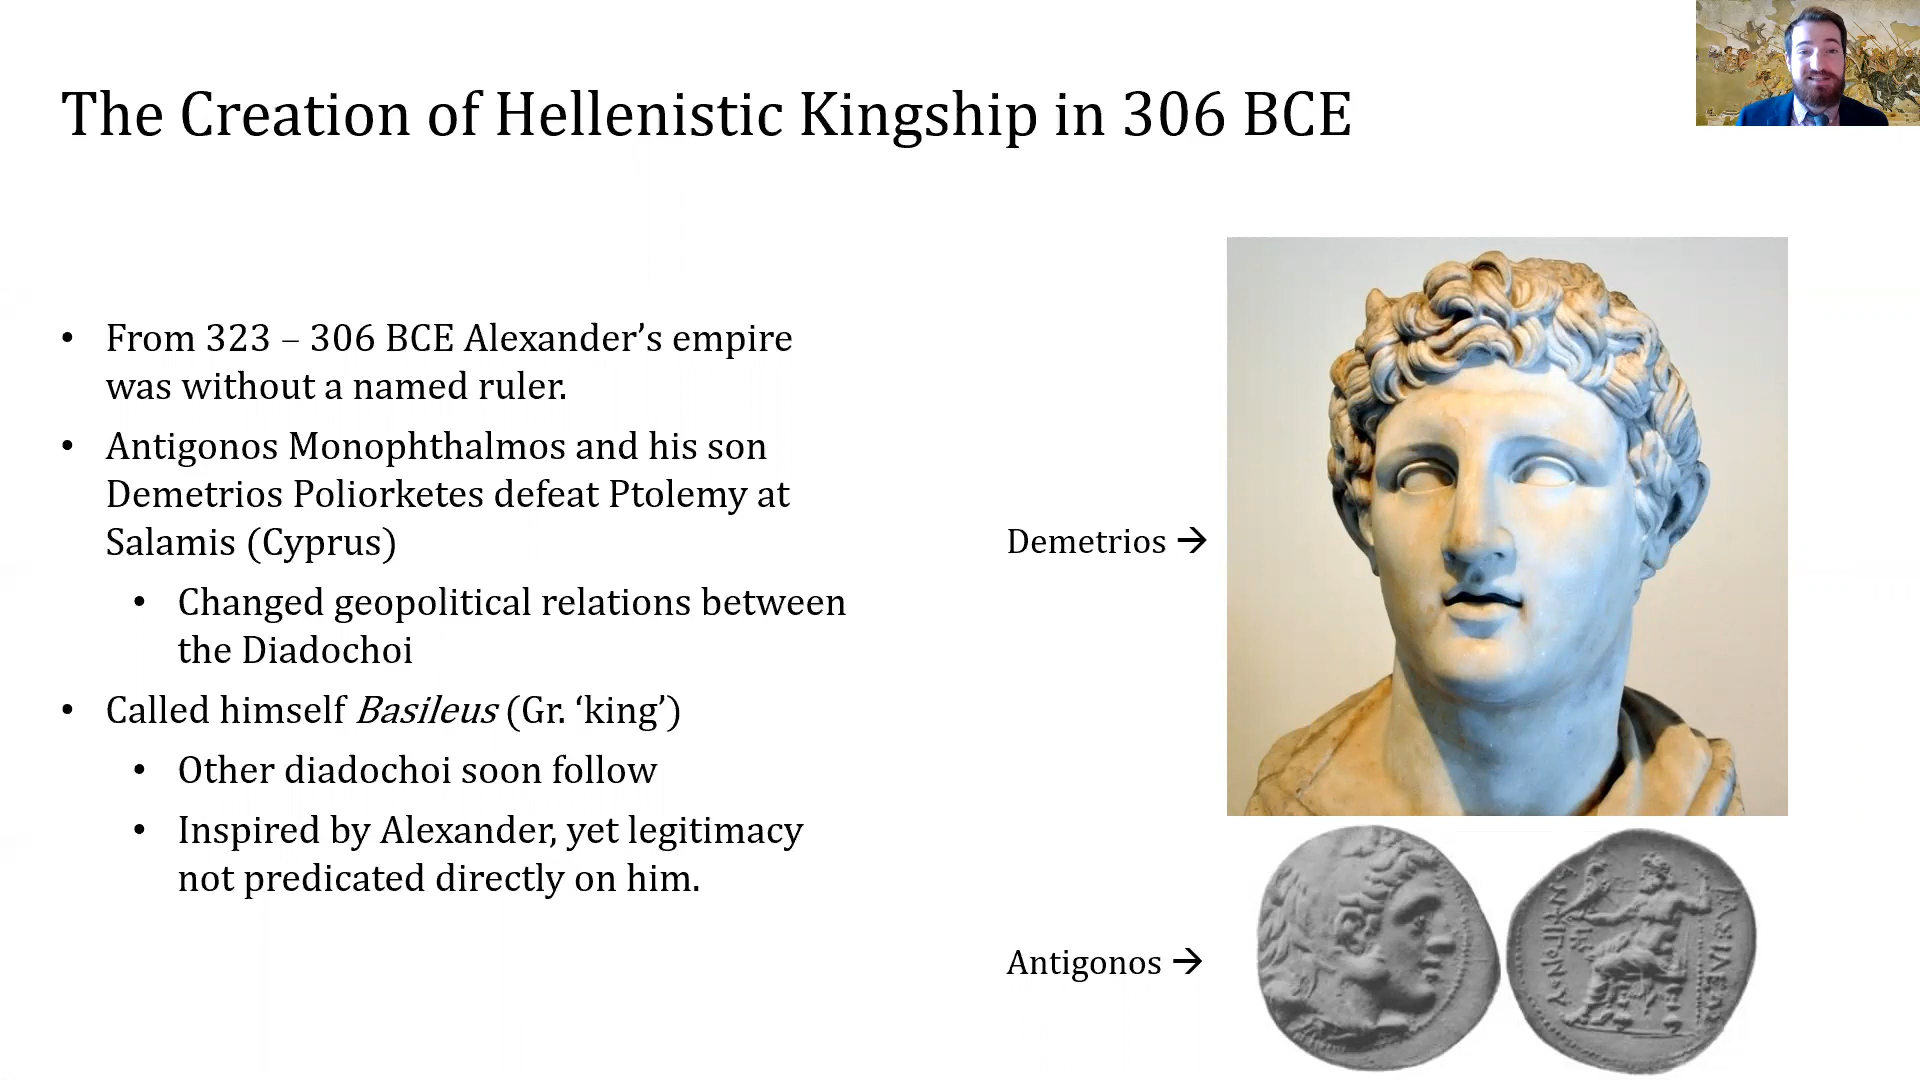 The Creation of Hellenistic Kingship in 306 BCE
• From 323 – 306 BCE Alexander’s empire
was without a named ruler.
• Antigonos Monophthalmos and his son
Demetrios Poliorketes defeat Ptolemy at
Salamis (Cyprus)
• Changed geopolitical relations between
the Diadochoi
• Called himself Basileus (Gr. ‘king’)
• Other diadochoi soon follow
• Inspired by Alexander, yet legitimacy
not predicated directly on him.
Demetrios →
Antigonos →
ΑΝΤΙΓΟΝΟΥ